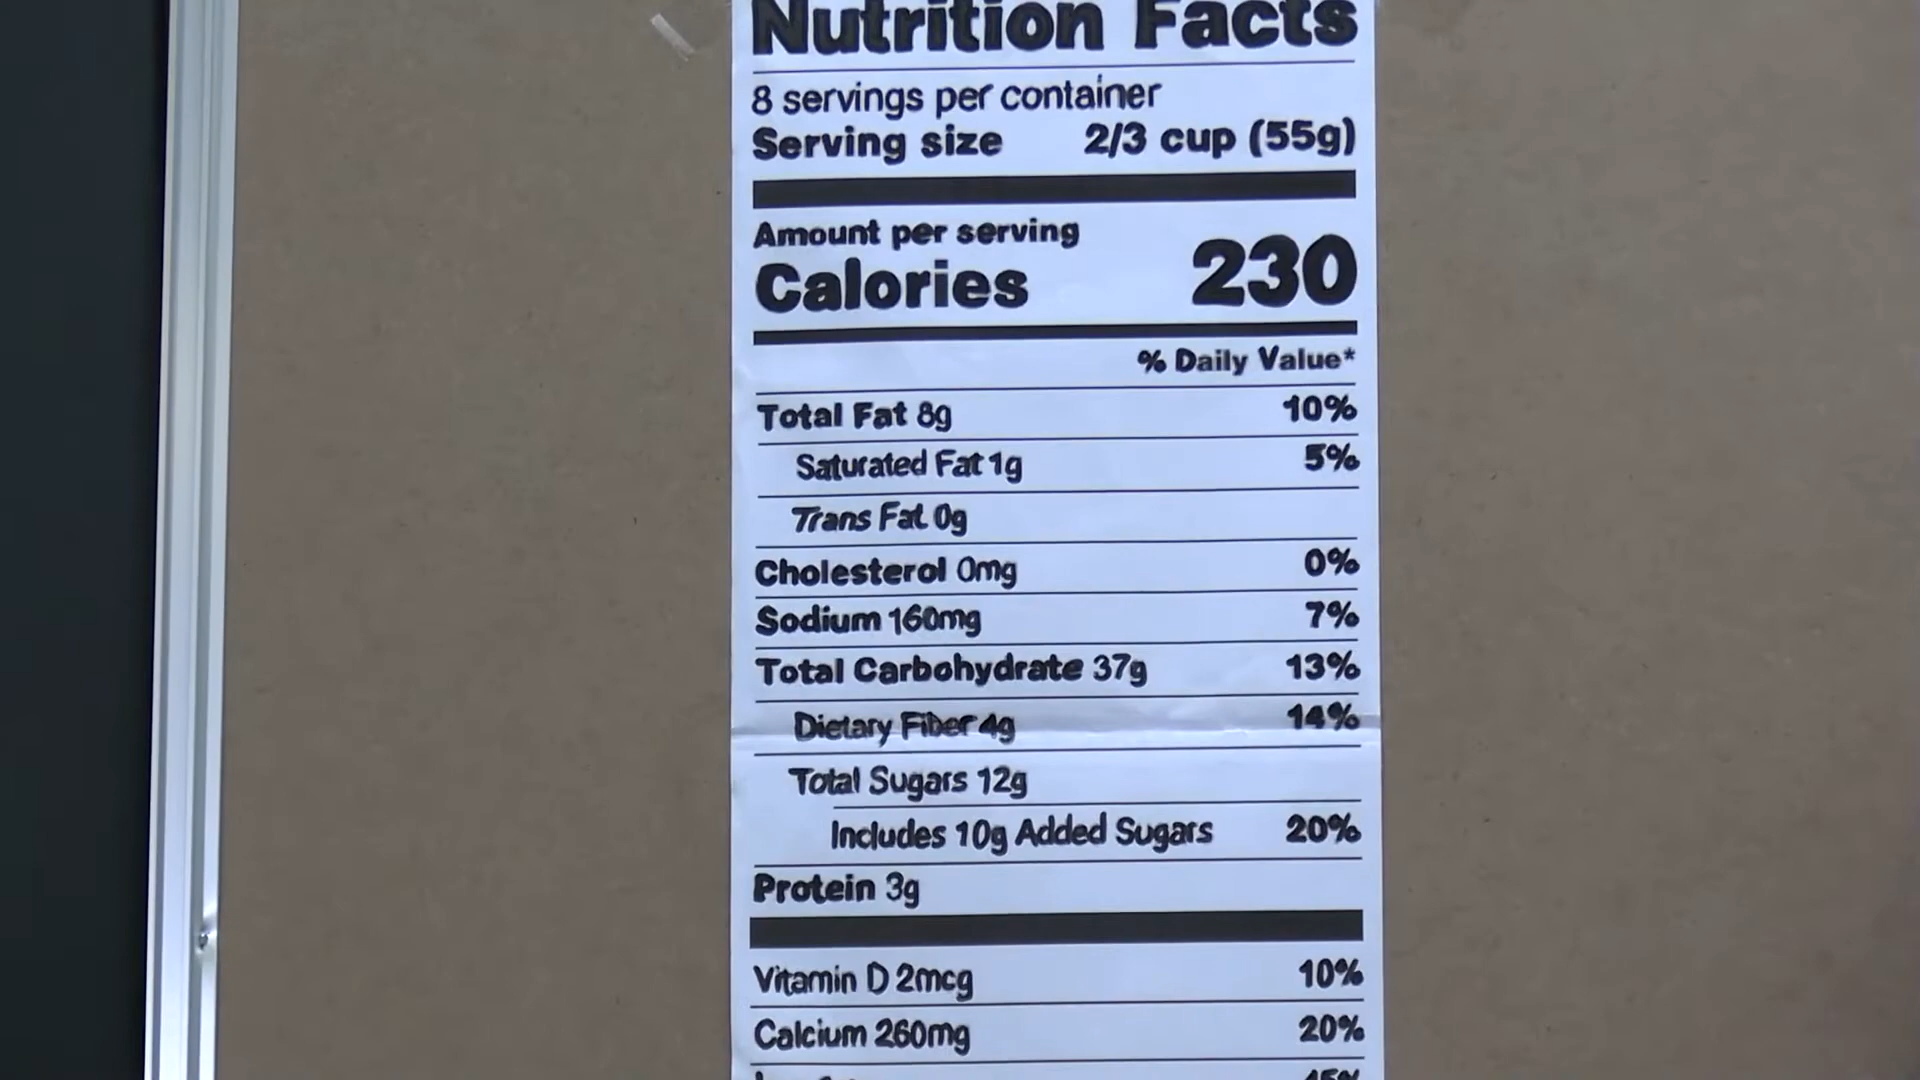 Nutrition Facts
8 servings per container
Serving size 2/3 cup (55g)
Amount per serving
Calories 230
% Daily Value*
Total Fat 8g 10%
Saturated Fat 1g 5%
Trans Fat 0g
Cholesterol 0mg 0%
Sodium 160mg 7%
Total Carbohydrate 37g 13%
Dietary Fiber 4g 14%
Total Sugars 12g
Includes 10g Added Sugars 20%
Protein 3g
Vitamin D 2mcg 10%
Calcium 260mg 20%